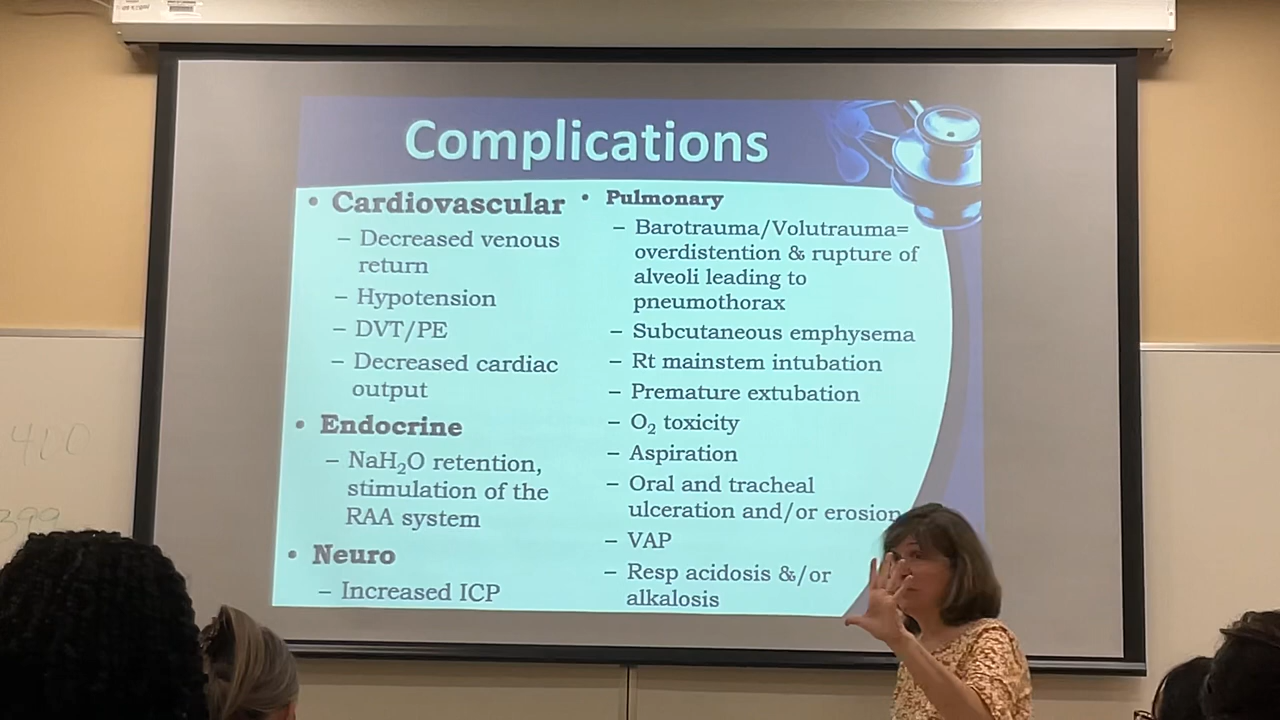 Complications
• Cardiovascular
– Decreased venous
return
– Hypotension
– DVT/PE
– Decreased cardiac
output
• Endocrine
– NaH₂O retention,
stimulation of the
RAA system
• Neuro
– Increased ICP
• Pulmonary
– Barotrauma/Volutrauma=
overdistention & rupture of
alveoli leading to
pneumothorax
– Subcutaneous emphysema
– Rt mainstem intubation
– Premature extubation
– O₂ toxicity
– Aspiration
– Oral and tracheal
ulceration and/or erosion
– VAP
– Resp acidosis &/or
alkalosis
399